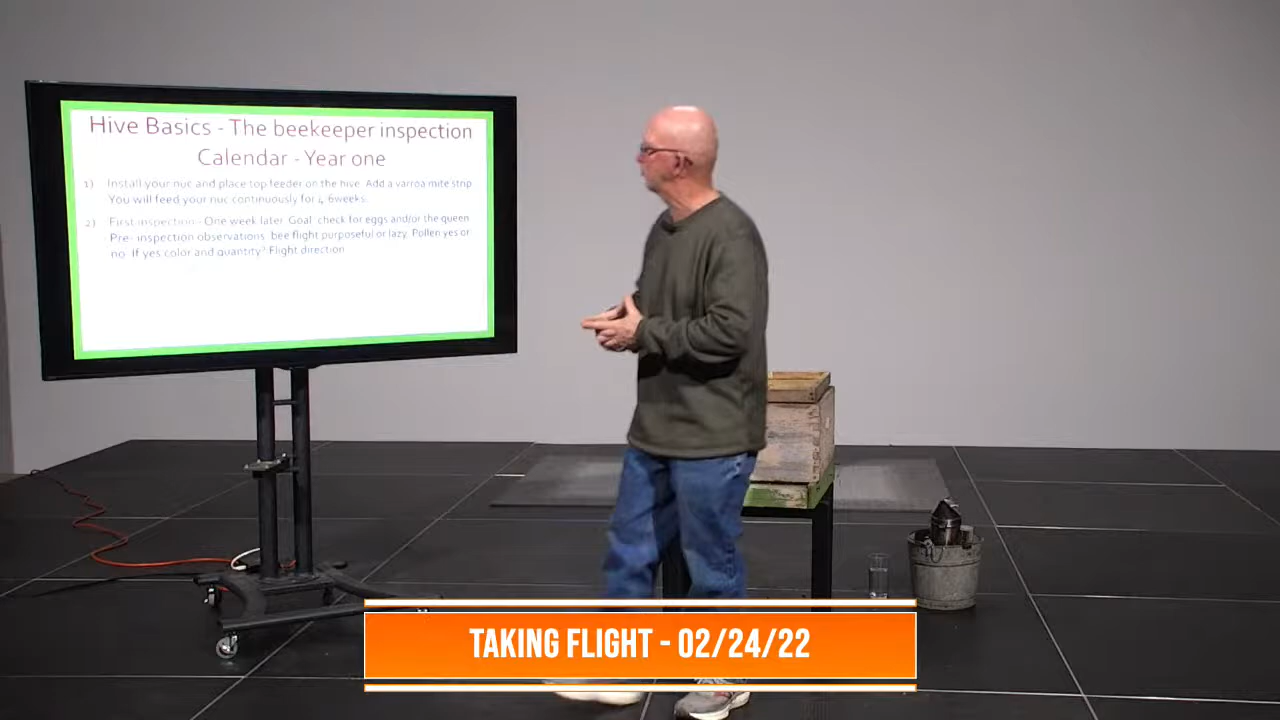 Hive Basics - The beekeeper inspection
Calendar - Year one
1) Install your nuc and place top feeder on the hive. Add a varroa mite strip
You will feed your nuc continuously for 4 6weeks.
2) First inspection - One week later. Goal check for eggs and/or the queen
Pre- inspection observations bee flight purposeful or lazy. Pollen yes or
no. If yes color and quantity? Flight direction
TAKING FLIGHT - 02/24/22